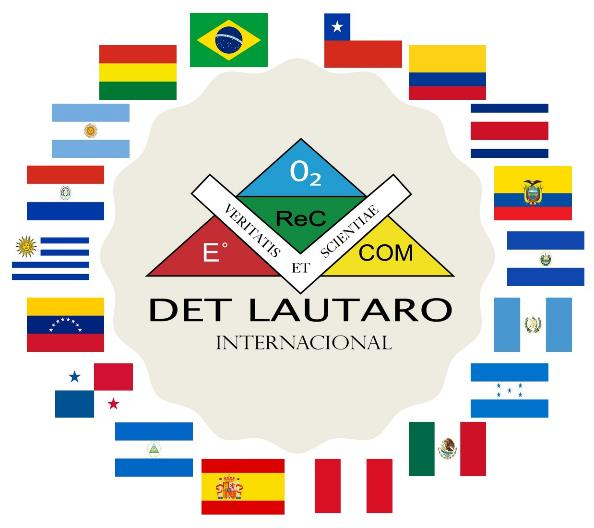 O₂
ReC
E°
COM
VERITATIS
ET
SCIENTIAE
DET LAUTARO
INTERNACIONAL